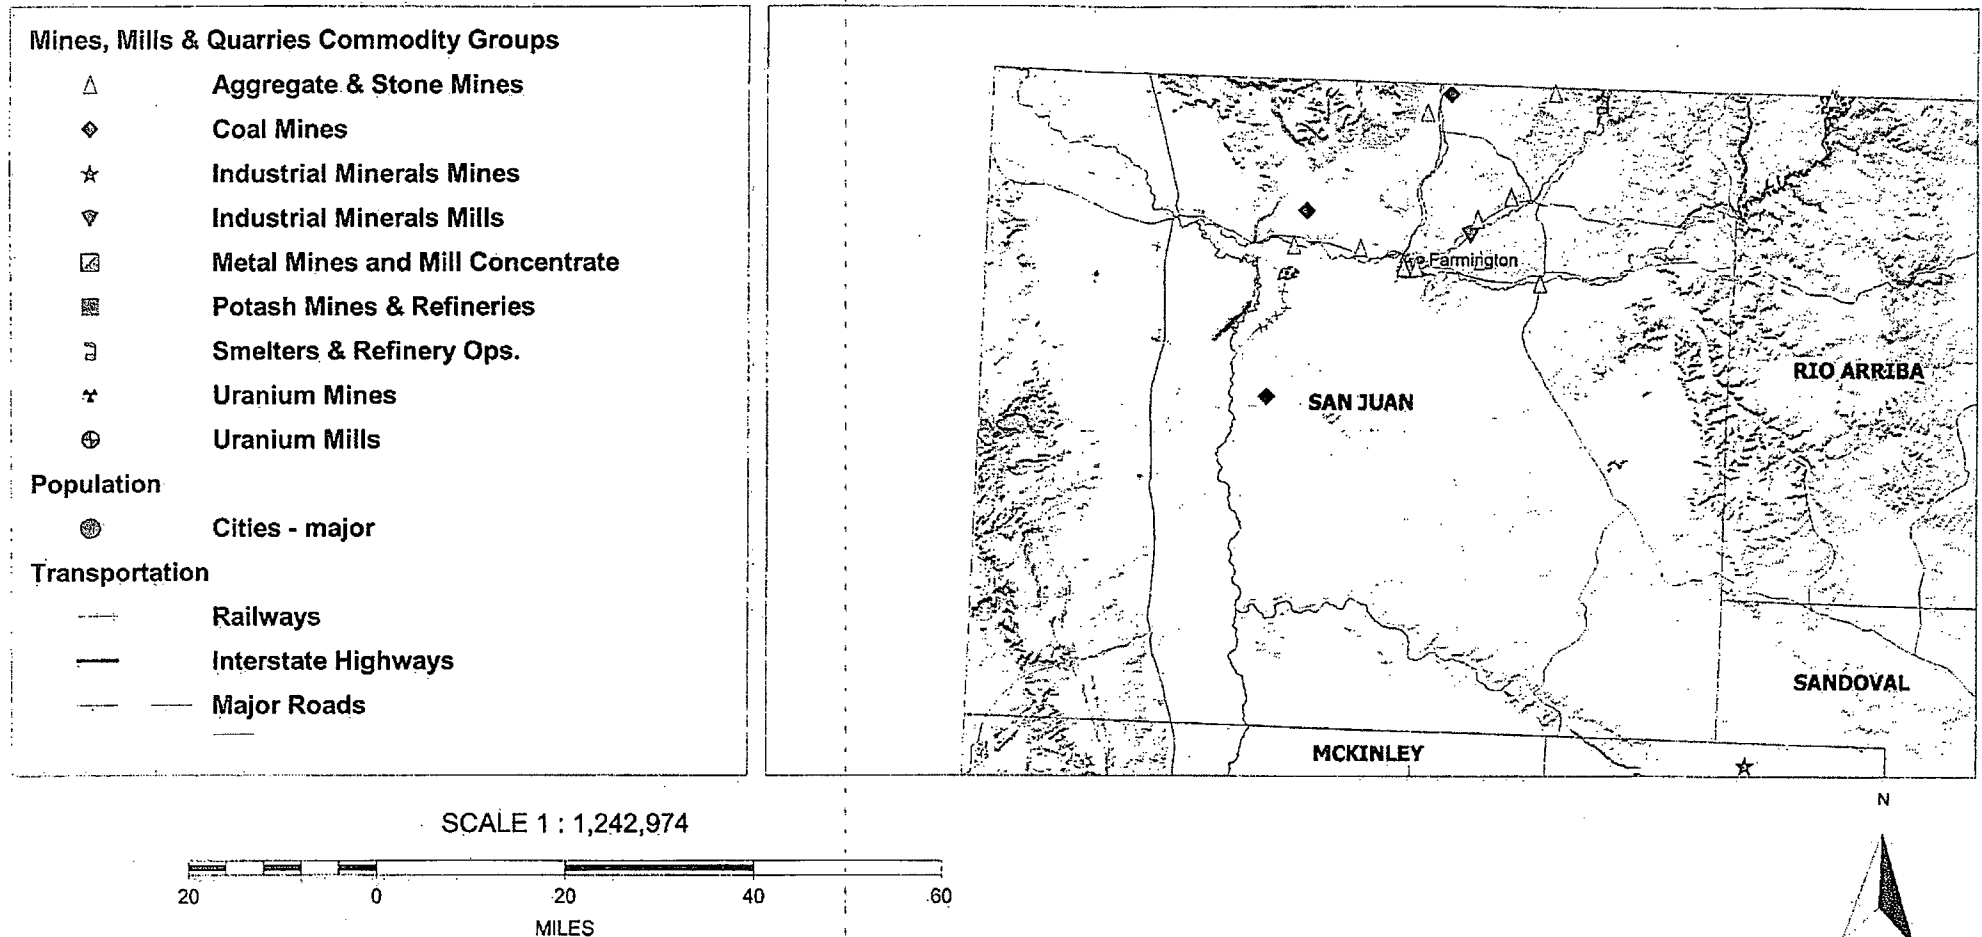 Mines, Mills & Quarries Commodity Groups
Aggregate & Stone Mines
Coal Mines
Industrial Minerals Mines
Industrial Minerals Mills
Metal Mines and Mill Concentrate
Potash Mines & Refineries
Smelters & Refinery Ops.
Uranium Mines
Uranium Mills
Population
Cities - major
Transportation
Railways
Interstate Highways
Major Roads
Farmington
RIO ARRIBA
SAN JUAN
SANDOVAL
MCKINLEY
SCALE 1 : 1,242,974
20 0 20 40 60
MILES
N